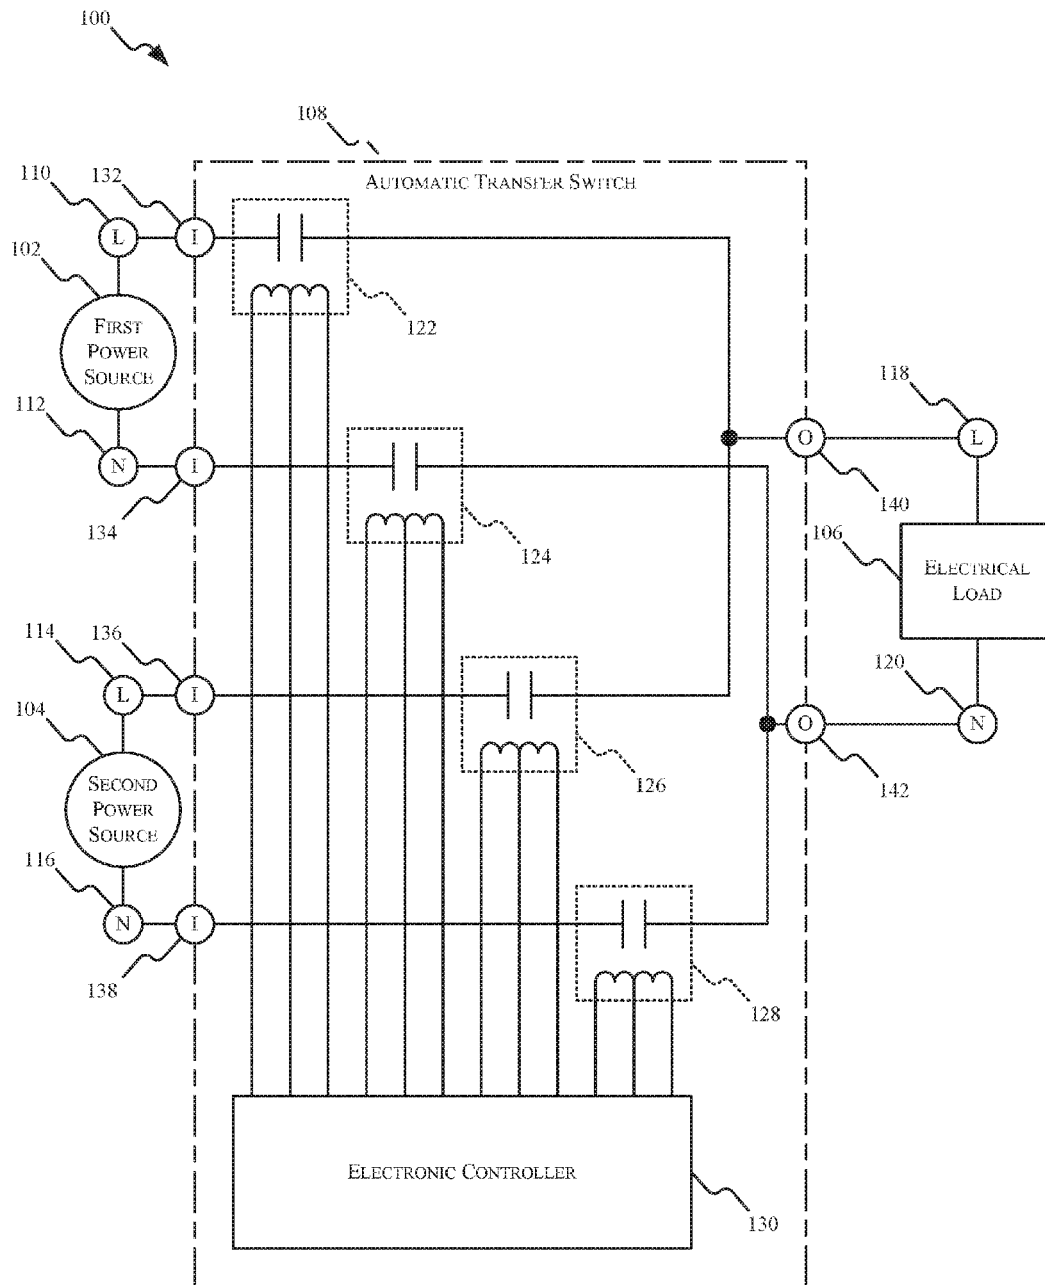 100
108
AUTOMATIC TRANSFER SWITCH
110
132
L
I
102
FIRST
POWER
SOURCE
122
112
118
N
I
O
L
134
124
140
106
ELECTRICAL
LOAD
114
136
120
L
I
104
O
N
SECOND
POWER
SOURCE
126
142
116
N
I
138
128
ELECTRONIC CONTROLLER
130